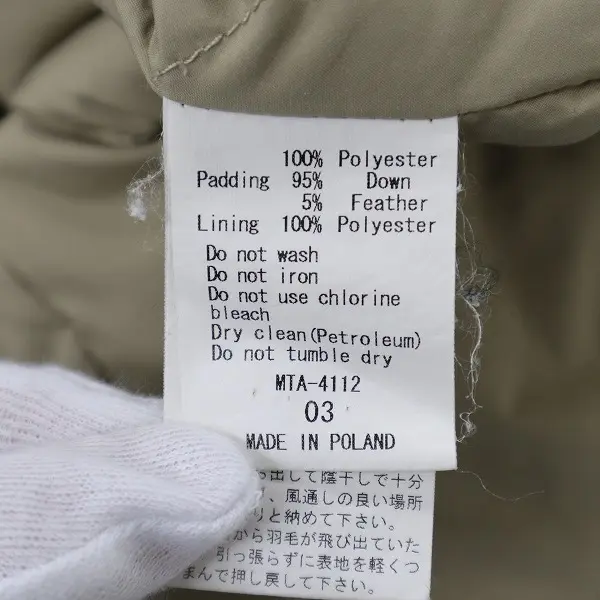 100% Polyester
Padding 95% Down
5% Feather
Lining 100% Polyester
Do not wash
Do not iron
Do not use chlorine
bleach
Dry clean(Petroleum)
Do not tumble dry
MTA-4112
03
MADE IN POLAND
出して陰干しで十分
、風通しの良い場所
りと納めて下さい。
から羽毛が飛び出ていた
引っ張らずに表地を軽くつ
まんで押し戻して下さい。